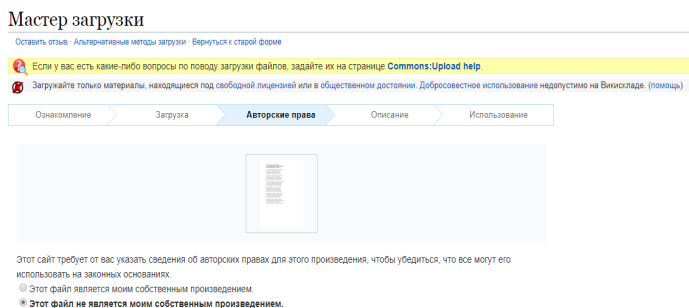 Мастер загрузки
Оставить отзыв · Альтернативные методы загрузки · Вернуться к старой форме
Если у вас есть какие-либо вопросы по поводу загрузки файлов, задайте их на странице Commons:Upload help.
Загружайте только материалы, находящиеся под свободной лицензией или в общественном достоянии. Добросовестное использование недопустимо на Викискладе. (помощь)
Ознакомление Загрузка Авторские права Описание Использование
Этот сайт требует от вас указать сведения об авторских правах для этого произведения, чтобы убедиться, что все могут его
использовать на законных основаниях.
Этот файл является моим собственным произведением.
Этот файл не является моим собственным произведением.